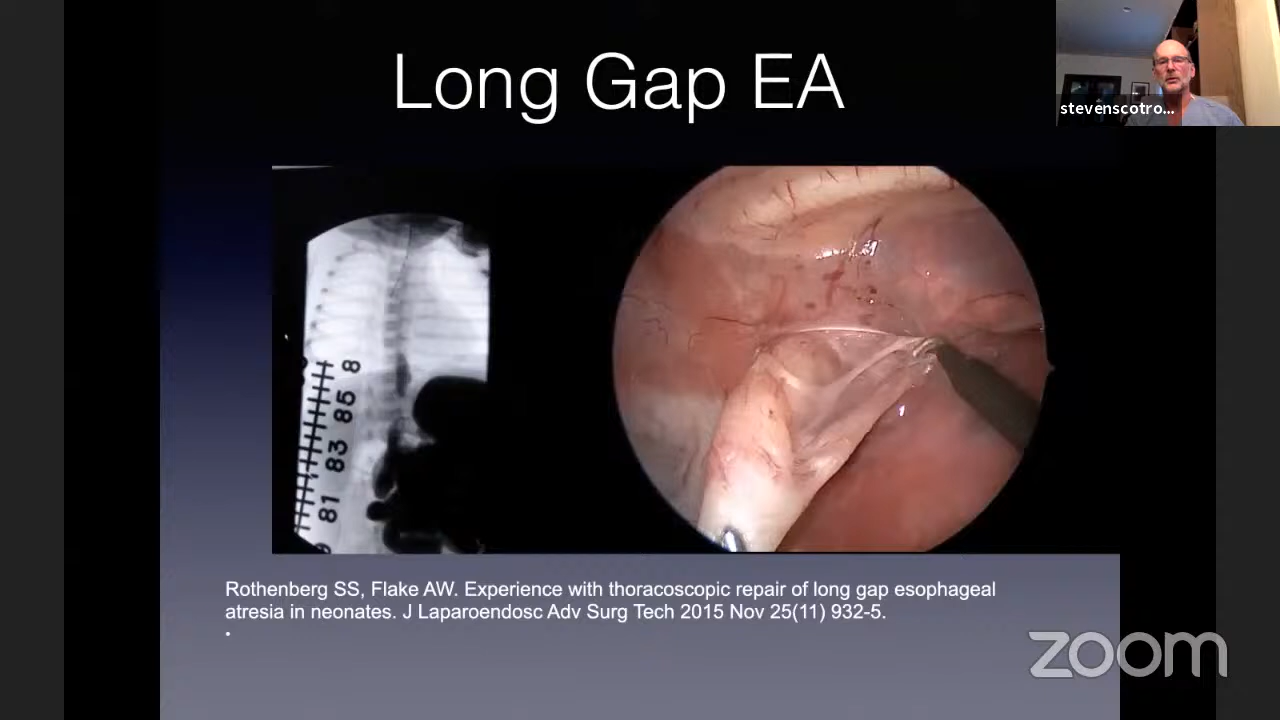 Long Gap EA
stevenscotro...
8
85
83
81
Rothenberg SS, Flake AW. Experience with thoracoscopic repair of long gap esophageal
atresia in neonates. J Laparoendosc Adv Surg Tech 2015 Nov 25(11) 932-5.
•
zoom